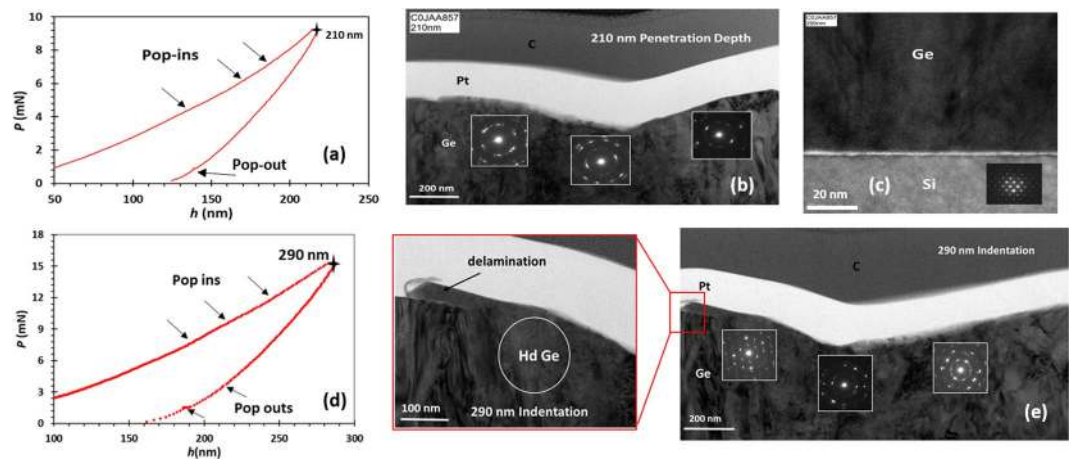 10
8
6
4
2
0
P (mN)
50
100
150
200
250
h (nm)
Pop-ins
210 nm
Pop-out
(a)
C0JAA857
210nm
C
210 nm Penetration Depth
Pt
Ge
200 nm
(b)
C0JAA857
Ge
20 nm
Si
(c)
18
15
12
9
6
3
0
P (mN)
100
150
200
250
300
h(nm)
Pop ins
290 nm
Pop outs
(d)
delamination
Hd Ge
100 nm
290 nm Indentation
290 nm Indentation
C
Pt
Ge
200 nm
(e)